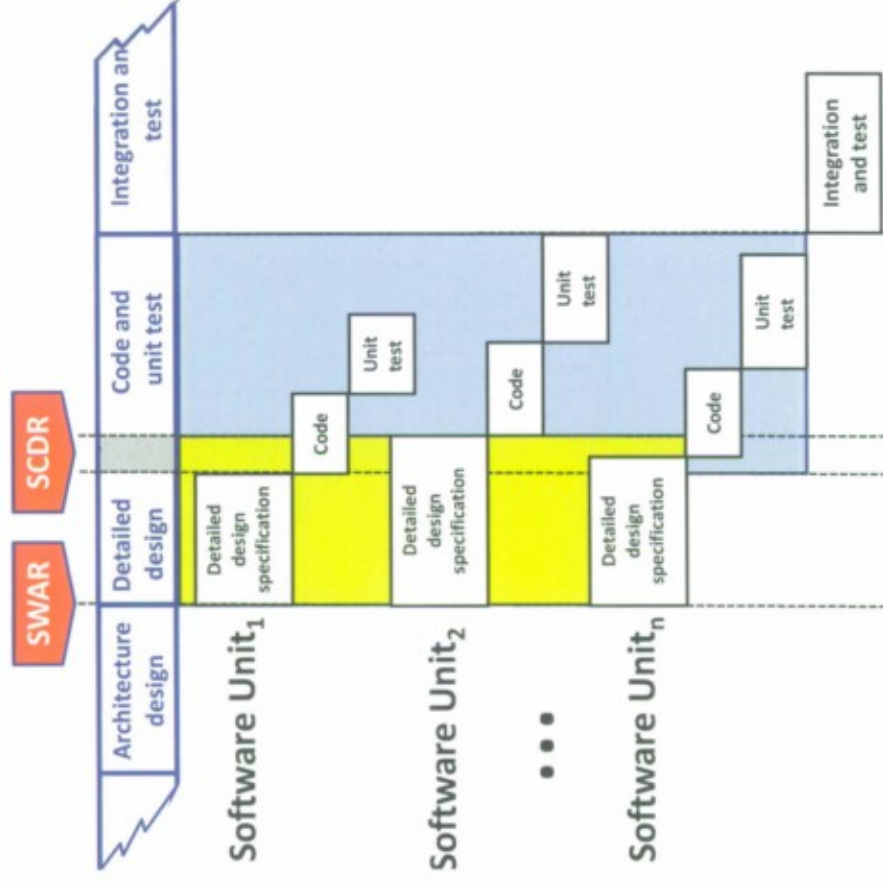 SWAR
SCDR
Architecture
design
Detailed
design
Code and
unit test
Integration an
test
Software Unit1
Detailed
design
specification
Code
Unit
test
Software Unit2
Detailed
design
specification
Code
Unit
test
...
Software Unitn
Detailed
design
specification
Code
Unit
test
Integration
and test